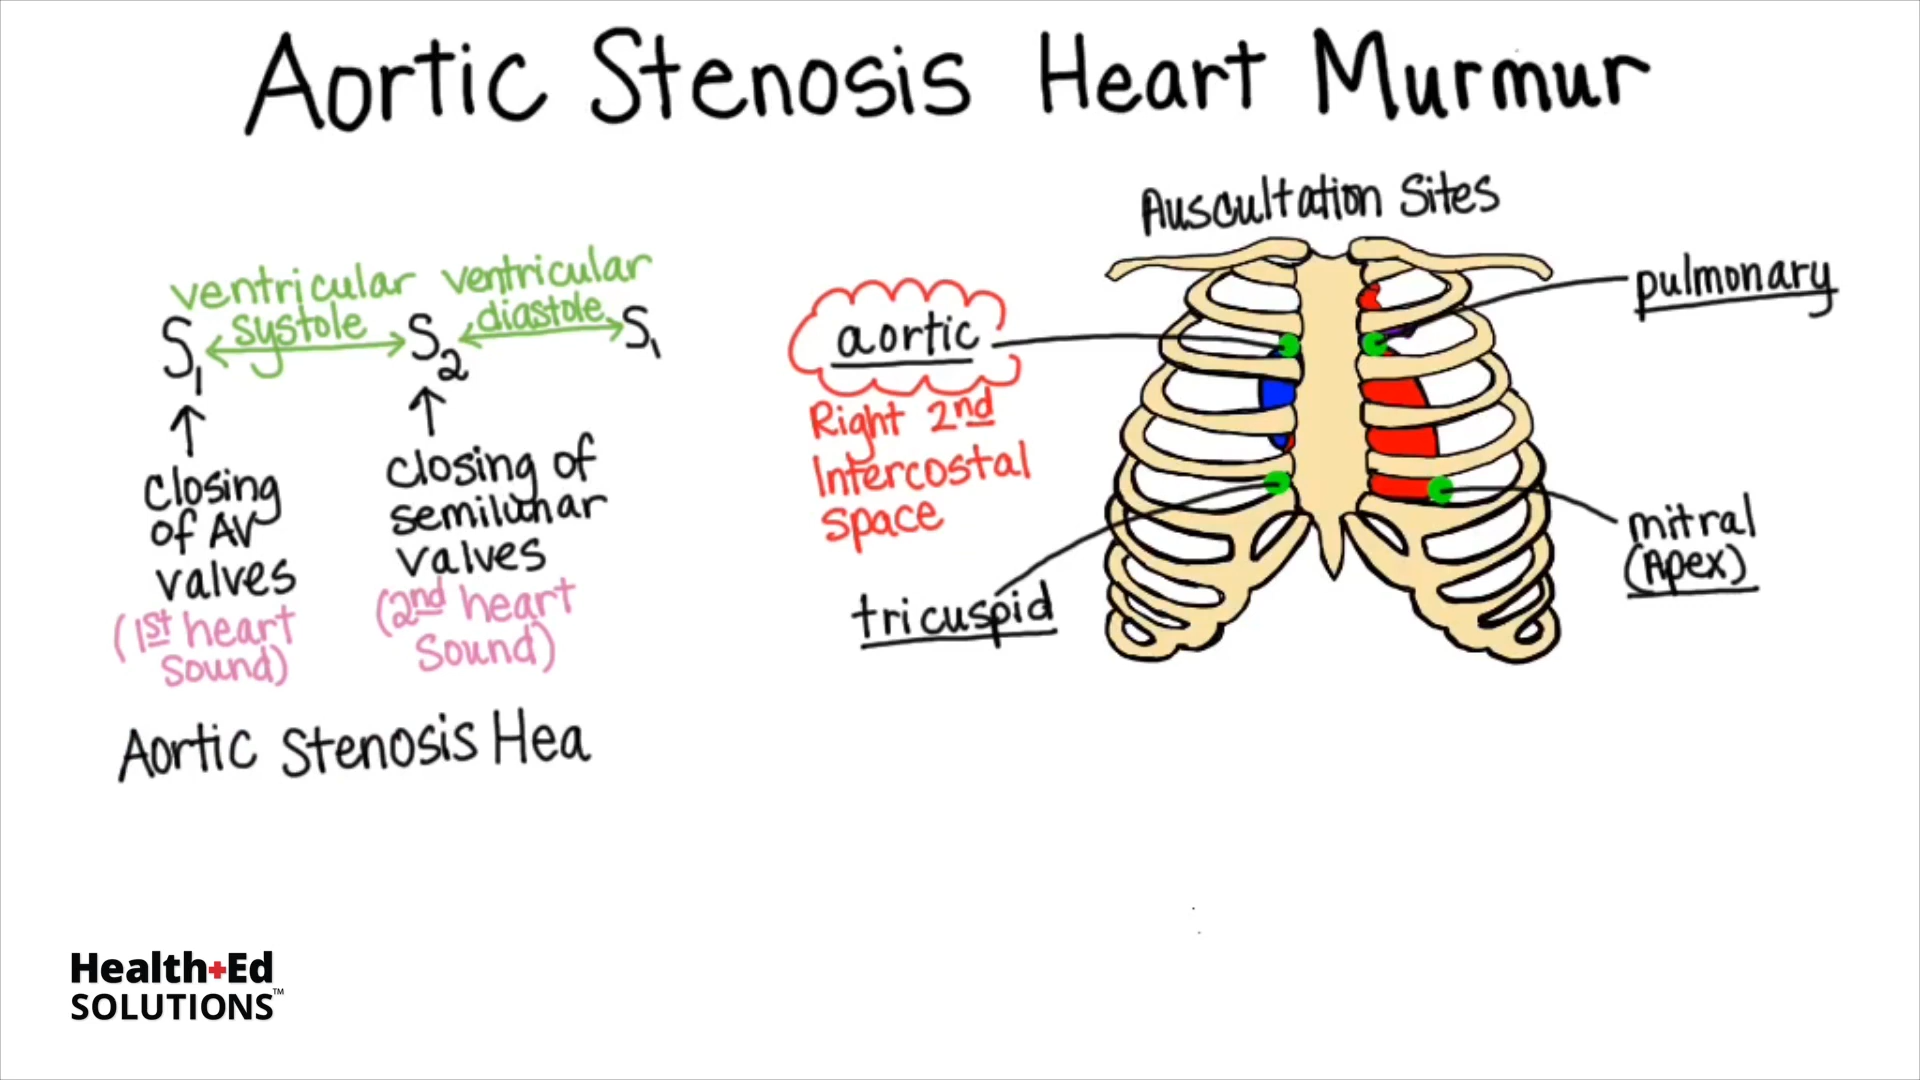 Aortic Stenosis Heart Murmur
Auscultation Sites
ventricular
systole
ventricular
diastole
S1
S2
S1
closing
of AV
valves
(1st heart
sound)
closing of
semilunar
valves
(2nd heart
sound)
aortic
Right 2nd
Intercostal
space
pulmonary
tricuspid
mitral
(Apex)
Aortic Stenosis Hea
Health+Ed
SOLUTIONS™